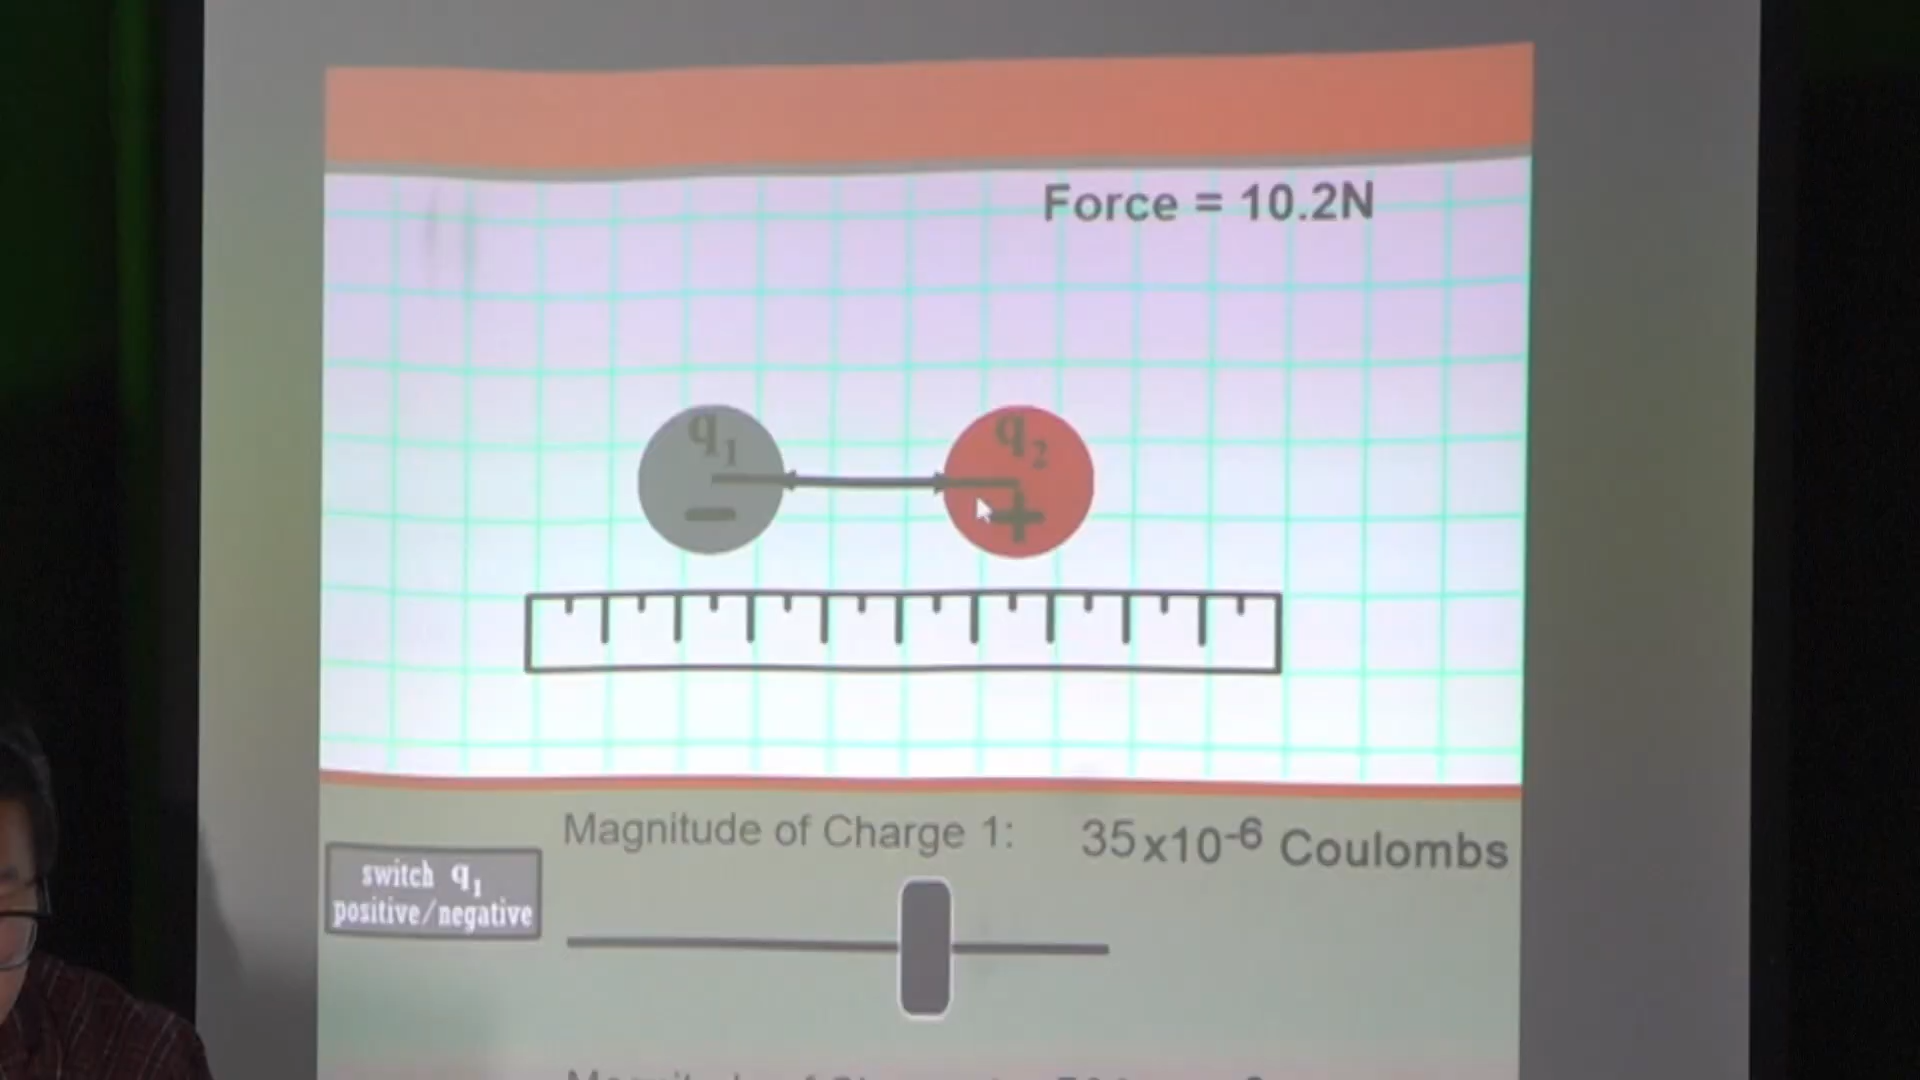 Force = 10.2N
q₁
q₂
−
+
Magnitude of Charge 1: 35x10⁻⁶ Coulombs
switch q₁
positive/negative